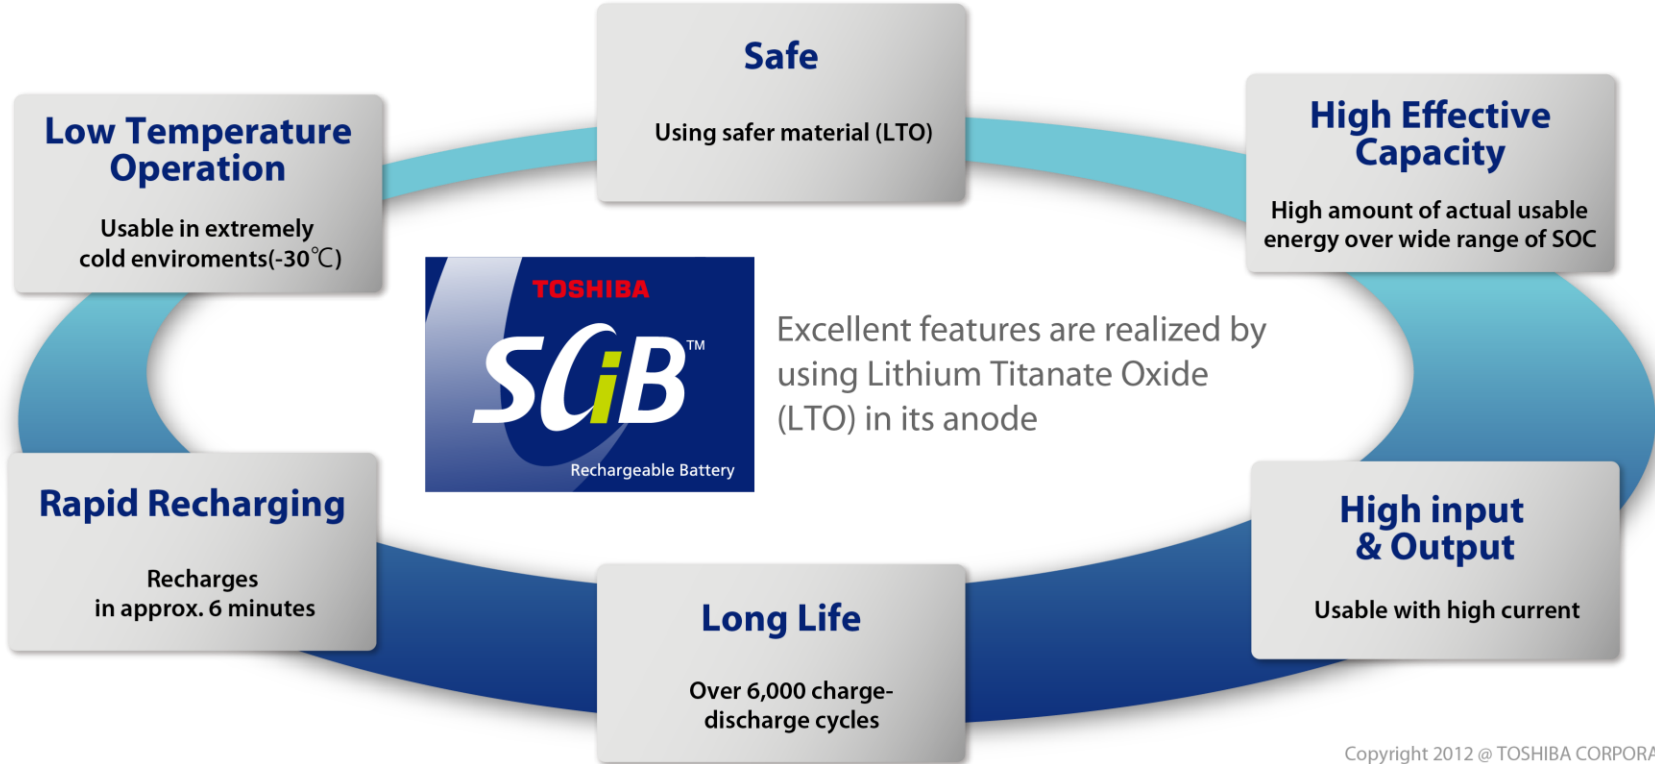 Safe
Using safer material (LTO)
Low Temperature
Operation
Usable in extremely
cold enviroments(-30℃)
High Effective
Capacity
High amount of actual usable
energy over wide range of SOC
TOSHIBA
SCiB™
Rechargeable Battery
Excellent features are realized by
using Lithium Titanate Oxide
(LTO) in its anode
Rapid Recharging
Recharges
in approx. 6 minutes
Long Life
Over 6,000 charge-
discharge cycles
High input
& Output
Usable with high current
Copyright 2012 @ TOSHIBA CORPORA